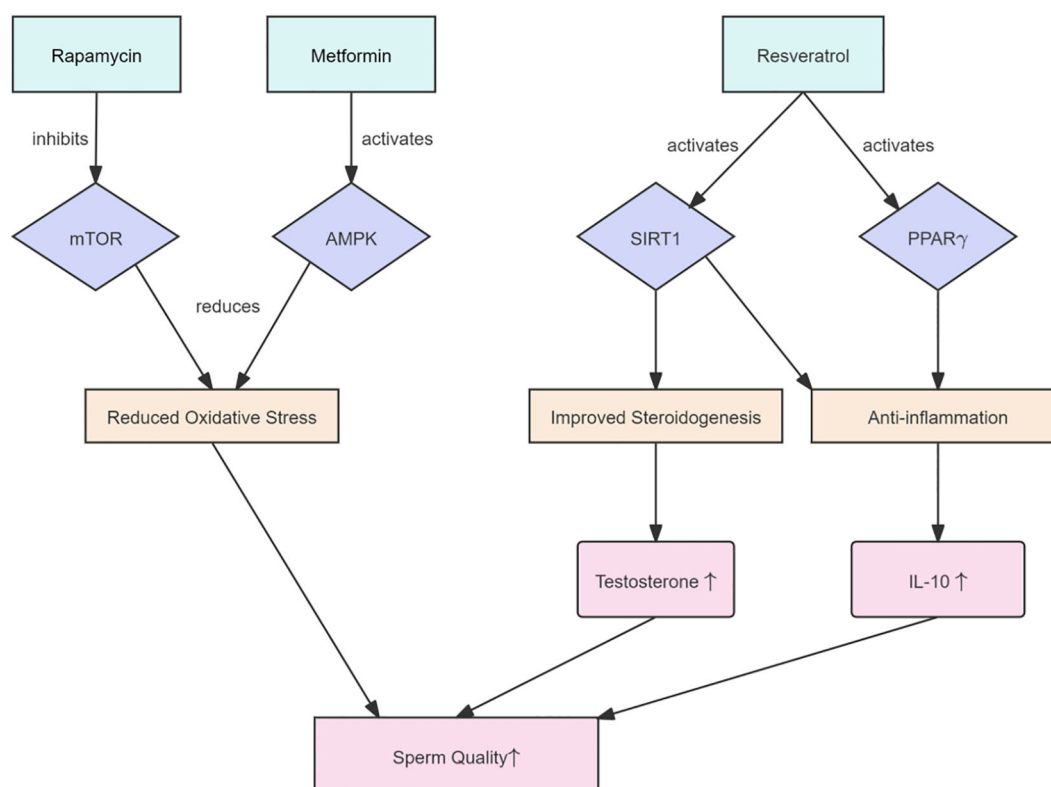 Rapamycin
Metformin
Resveratrol
inhibits
activates
activates
activates
mTOR
AMPK
SIRT1
PPARγ
reduces
Reduced Oxidative Stress
Improved Steroidogenesis
Anti-inflammation
Testosterone ↑
IL-10 ↑
Sperm Quality↑